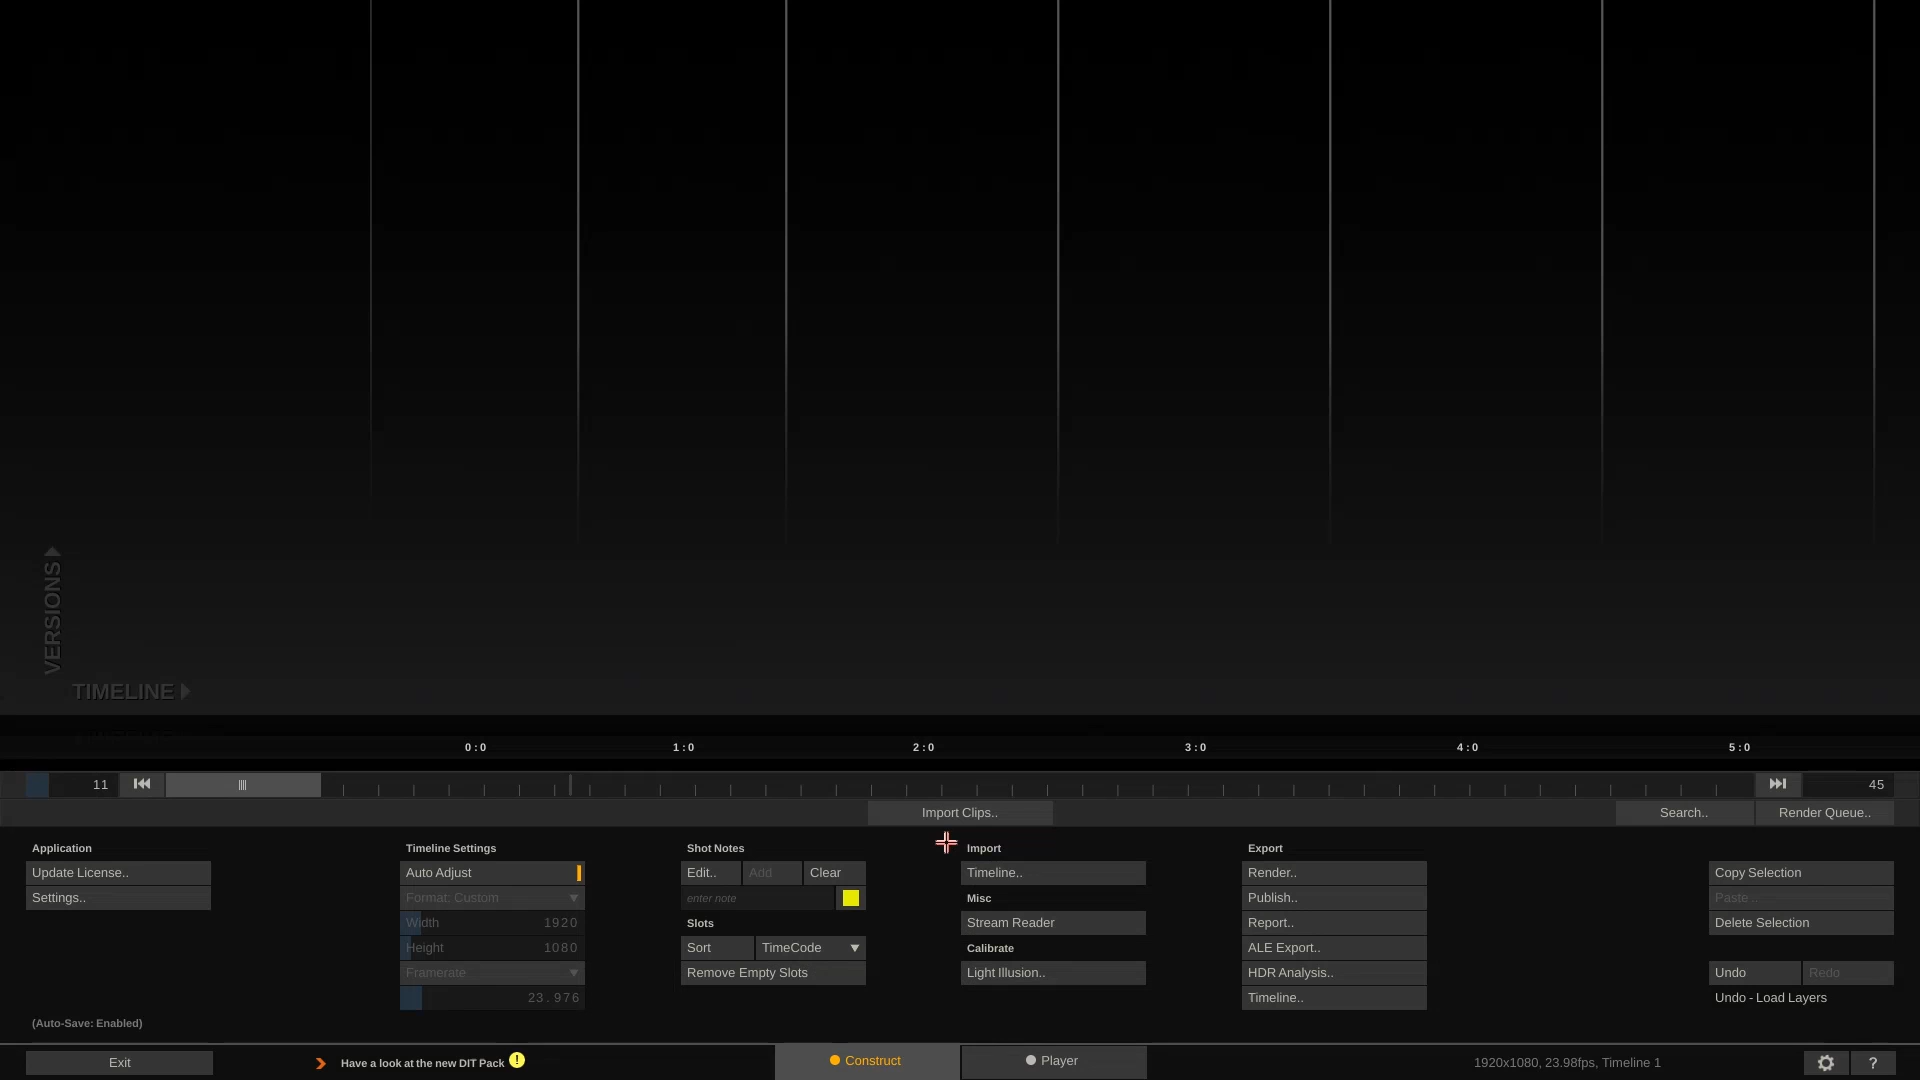 VERSIONS
TIMELINE
0:0 1:0 2:0 3:0 4:0 5:0
11 45
Import Clips.. Search.. Render Queue..
Application Timeline Settings Shot Notes Import Export
Update License.. Auto Adjust Edit.. Add Clear Timeline.. Render.. Copy Selection
Settings.. Format: Custom enter note Misc Publish.. Paste ..
Width 1920 Slots Stream Reader Report.. Delete Selection
Height 1080 Sort TimeCode Calibrate ALE Export..
Framerate Remove Empty Slots Light Illusion.. HDR Analysis.. Undo Redo
23.976 Timeline.. Undo - Load Layers
(Auto-Save: Enabled)
Exit Have a look at the new DIT Pack ! Construct Player 1920x1080, 23.98fps, Timeline 1 ?